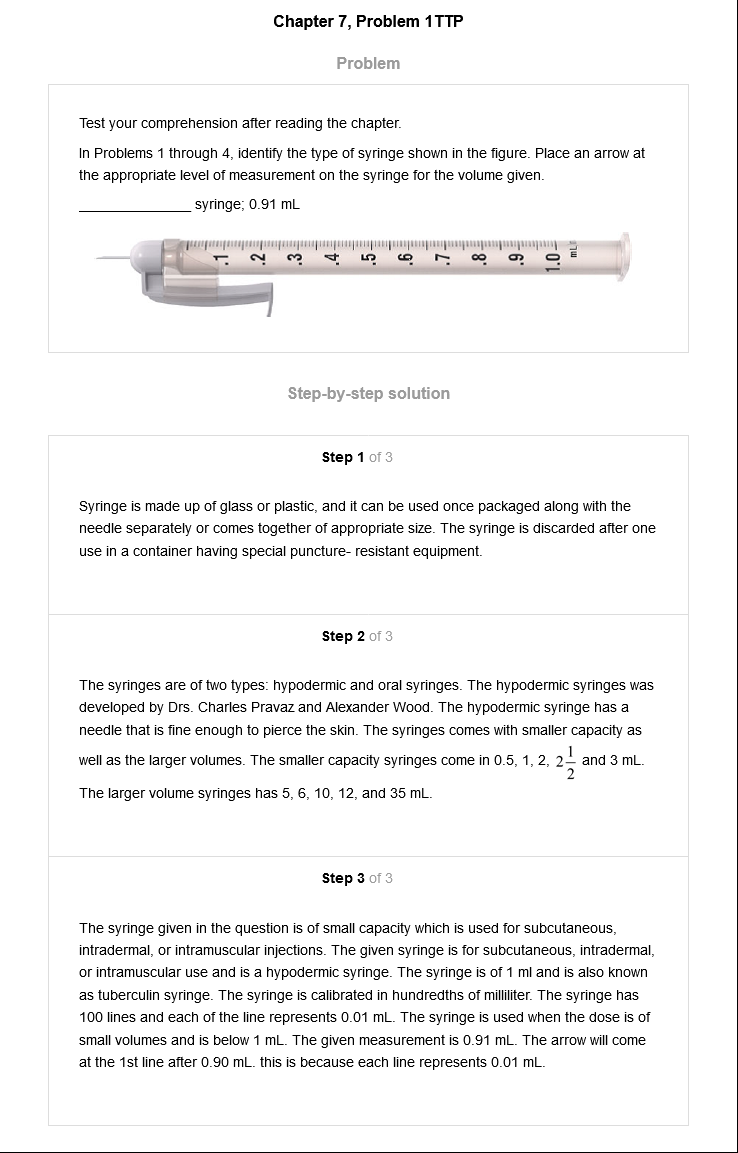 Chapter 7, Problem 1TTP
Problem
Test your comprehension after reading the chapter.
In Problems 1 through 4, identify the type of syringe shown in the figure. Place an arrow at
the appropriate level of measurement on the syringe for the volume given.
______________ syringe; 0.91 mL
.1 .2 .3 .4 .5 .6 .7 .8 .9 1.0 mL
Step-by-step solution
Step 1 of 3
Syringe is made up of glass or plastic, and it can be used once packaged along with the
needle separately or comes together of appropriate size. The syringe is discarded after one
use in a container having special puncture- resistant equipment.
Step 2 of 3
The syringes are of two types: hypodermic and oral syringes. The hypodermic syringes was
developed by Drs. Charles Pravaz and Alexander Wood. The hypodermic syringe has a
needle that is fine enough to pierce the skin. The syringes comes with smaller capacity as
well as the larger volumes. The smaller capacity syringes come in 0.5, 1, 2, 2 1/2 and 3 mL.
The larger volume syringes has 5, 6, 10, 12, and 35 mL.
Step 3 of 3
The syringe given in the question is of small capacity which is used for subcutaneous,
intradermal, or intramuscular injections. The given syringe is for subcutaneous, intradermal,
or intramuscular use and is a hypodermic syringe. The syringe is of 1 ml and is also known
as tuberculin syringe. The syringe is calibrated in hundredths of milliliter. The syringe has
100 lines and each of the line represents 0.01 mL. The syringe is used when the dose is of
small volumes and is below 1 mL. The given measurement is 0.91 mL. The arrow will come
at the 1st line after 0.90 mL. this is because each line represents 0.01 mL.